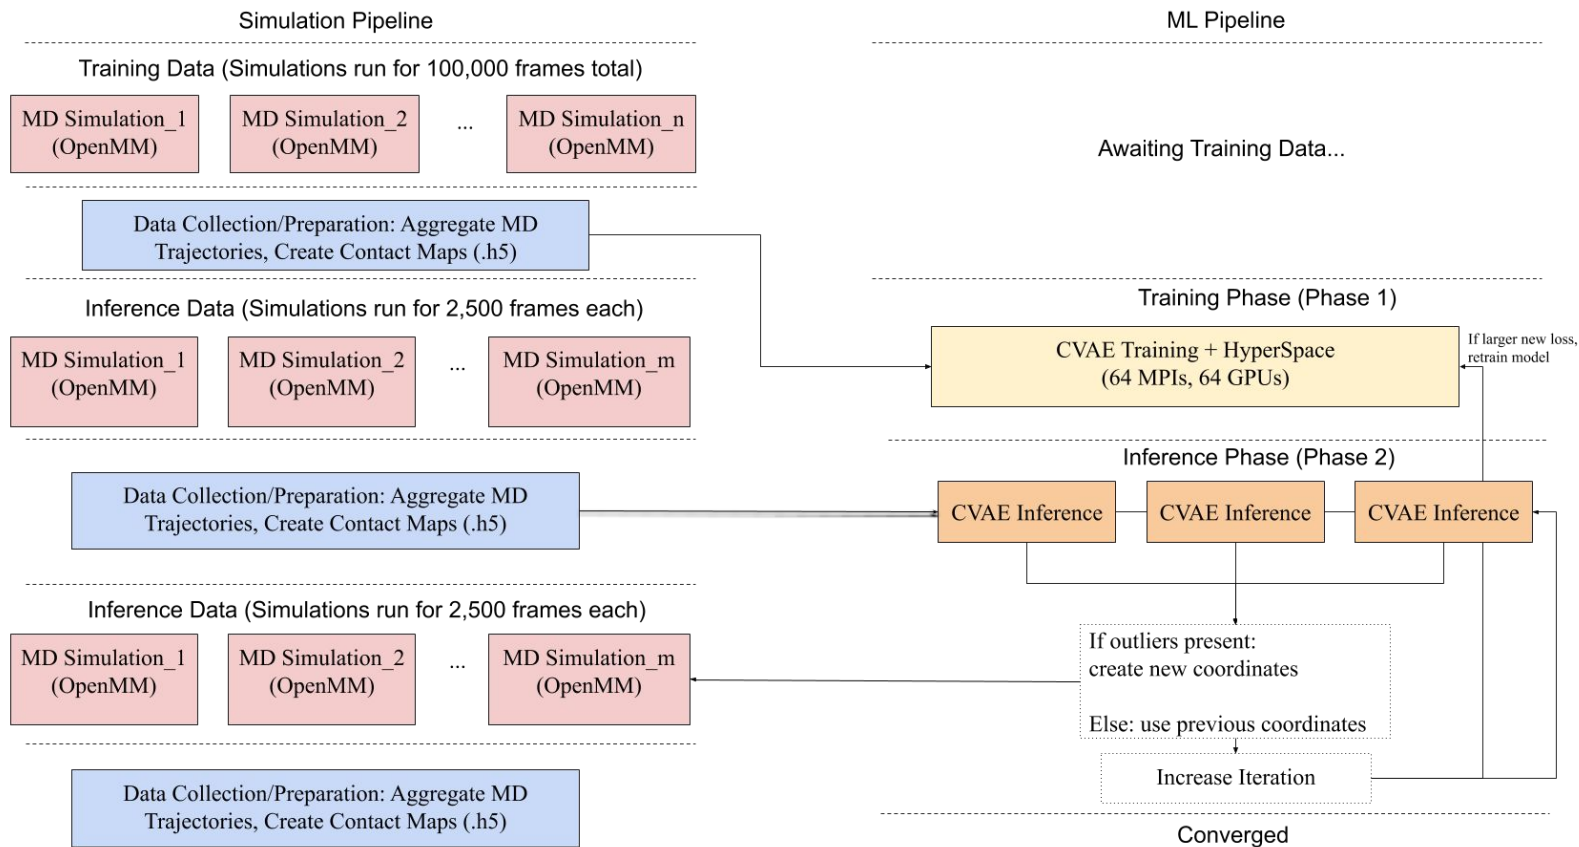 Simulation Pipeline
ML Pipeline
Training Data (Simulations run for 100,000 frames total)
MD Simulation_1
(OpenMM)
MD Simulation_2
(OpenMM)
...
MD Simulation_n
(OpenMM)
Awaiting Training Data...
Data Collection/Preparation: Aggregate MD
Trajectories, Create Contact Maps (.h5)
Inference Data (Simulations run for 2,500 frames each)
MD Simulation_1
(OpenMM)
MD Simulation_2
(OpenMM)
...
MD Simulation_m
(OpenMM)
Training Phase (Phase 1)
CVAE Training + HyperSpace
(64 MPIs, 64 GPUs)
If larger new loss,
retrain model
Data Collection/Preparation: Aggregate MD
Trajectories, Create Contact Maps (.h5)
Inference Phase (Phase 2)
CVAE Inference
CVAE Inference
CVAE Inference
Inference Data (Simulations run for 2,500 frames each)
MD Simulation_1
(OpenMM)
MD Simulation_2
(OpenMM)
...
MD Simulation_m
(OpenMM)
If outliers present:
create new coordinates
Else: use previous coordinates
Increase Iteration
Data Collection/Preparation: Aggregate MD
Trajectories, Create Contact Maps (.h5)
Converged